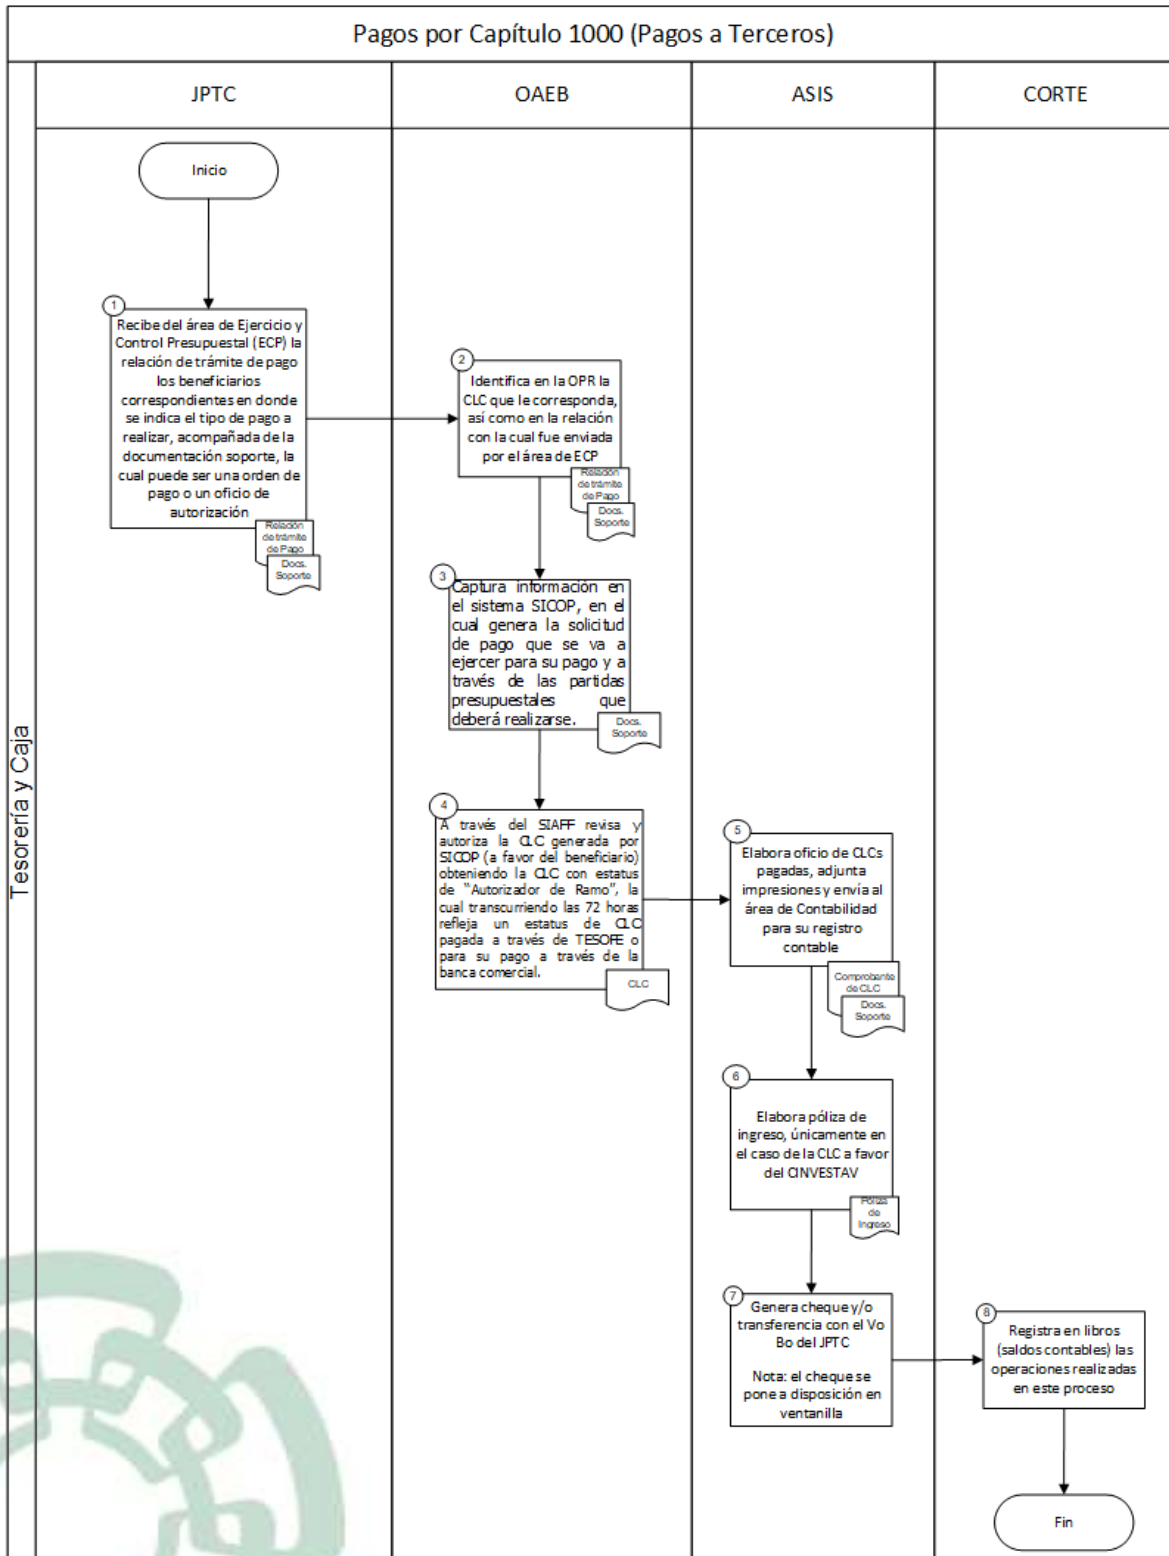 Pagos por Capítulo 1000 (Pagos a Terceros)
JPTC
OAEB
ASIS
CORTE
Tesorería y Caja
Inicio
1
Recibe del área de Ejercicio y
Control Presupuestal (ECP) la
relación de trámite de pago
los beneficiarios
correspondientes en donde
se indica el tipo de pago a
realizar, acompañada de la
documentación soporte, la
cual puede ser una orden de
pago o un oficio de
autorización
Relación
de trámite
de Pago
Docs.
Soporte
2
Identifica en la OPR la
CLC que le corresponda,
así como en la relación
con la cual fue enviada
por el área de ECP
Relación
de trámite
de Pago
Docs.
Soporte
3
Captura información en
el sistema SICOP, en el
cual genera la solicitud
de pago que se va a
ejercer para su pago y a
través de las partidas
presupuestales que
deberá realizarse.
Docs.
Soporte
4
A través del SIAFF revisa y
autoriza la CLC generada por
SICOP (a favor del beneficiario)
obteniendo la CLC con estatus
de “Autorizador de Ramo”, la
cual transcurriendo las 72 horas
refleja un estatus de CLC
pagada a través de TESOFE o
para su pago a través de la
banca comercial.
CLC
5
Elabora oficio de CLCs
pagadas, adjunta
impresiones y envía al
área de Contabilidad
para su registro
contable
Comprobante
de CLC
Docs.
Soporte
6
Elabora póliza de
ingreso, únicamente en
el caso de la CLC a favor
del CINVESTAV
Póliza
de
Ingreso
7
Genera cheque y/o
transferencia con el Vo
Bo del JPTC
Nota: el cheque se
pone a disposición en
ventanilla
8
Registra en libros
(saldos contables) las
operaciones realizadas
en este proceso
Fin